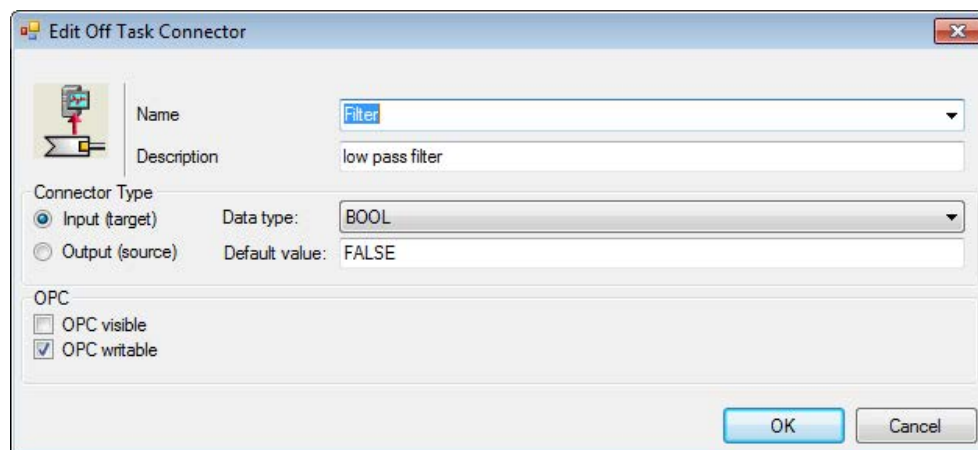 Edit Off Task Connector
Name
Filter
Description
low pass filter
Connector Type
Input (target)
Data type:
BOOL
Output (source)
Default value:
FALSE
OPC
OPC visible
OPC writable
OK
Cancel